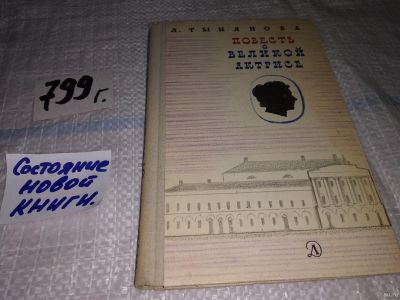 Л. ТЫНЯНОВА
ПОВЕСТЬ
О
ВЕЛИКОЙ
АКТРИСЕ
799 г.
Состояние
новой
книги.
Д